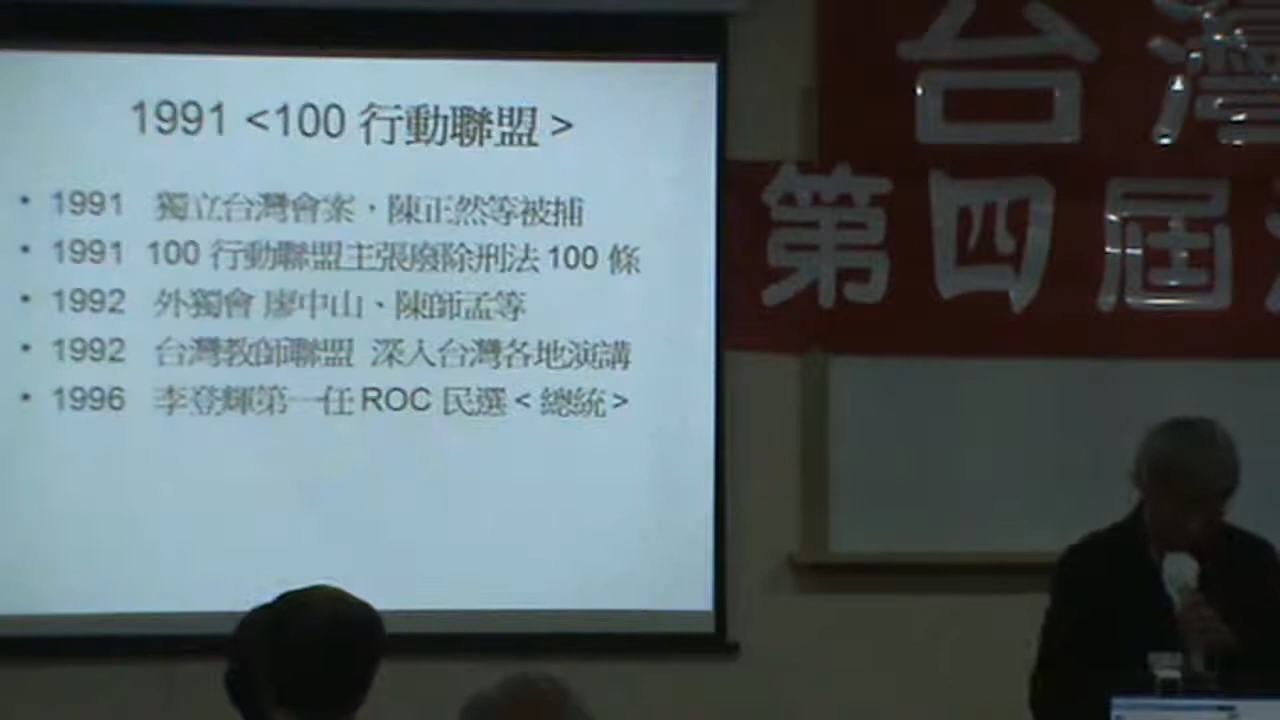 1991 <100 行動聯盟>
• 1991 獨立台灣會案，陳正然等被捕
• 1991 100 行動聯盟主張廢除刑法 100 條
• 1992 外獨會 廖中山、陳師孟等
• 1992 台灣教師聯盟 深入台灣各地演講
• 1996 李登輝第一任 ROC 民選 < 總統>
台灣
第四屆